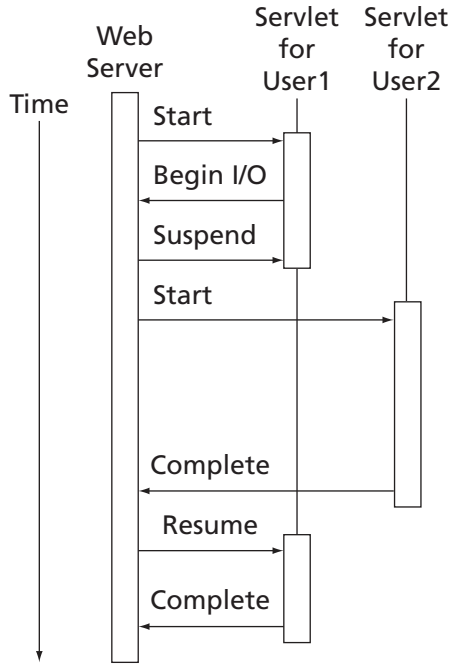 Time
Web
Server
Servlet
for
User1
Servlet
for
User2
Start
Begin I/O
Suspend
Start
Complete
Resume
Complete